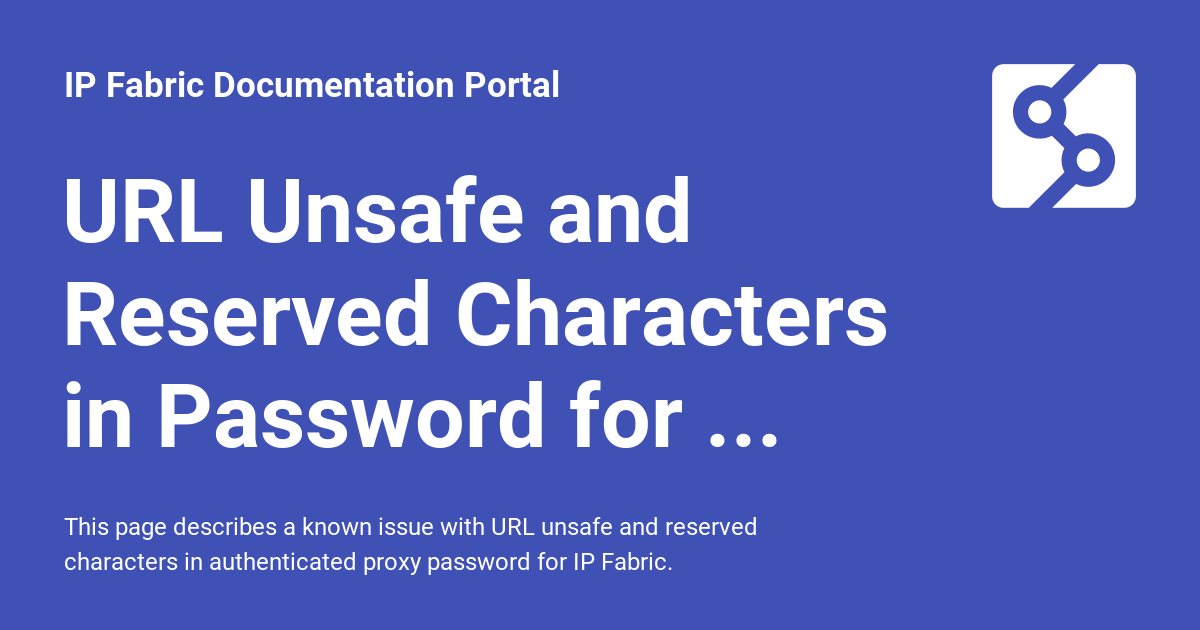 IP Fabric Documentation Portal
URL Unsafe and
Reserved Characters
in Password for ...
This page describes a known issue with URL unsafe and reserved
characters in authenticated proxy password for IP Fabric.